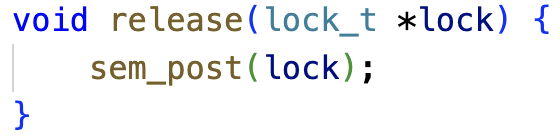 void release(lock_t *lock) {
    sem_post(lock);
}